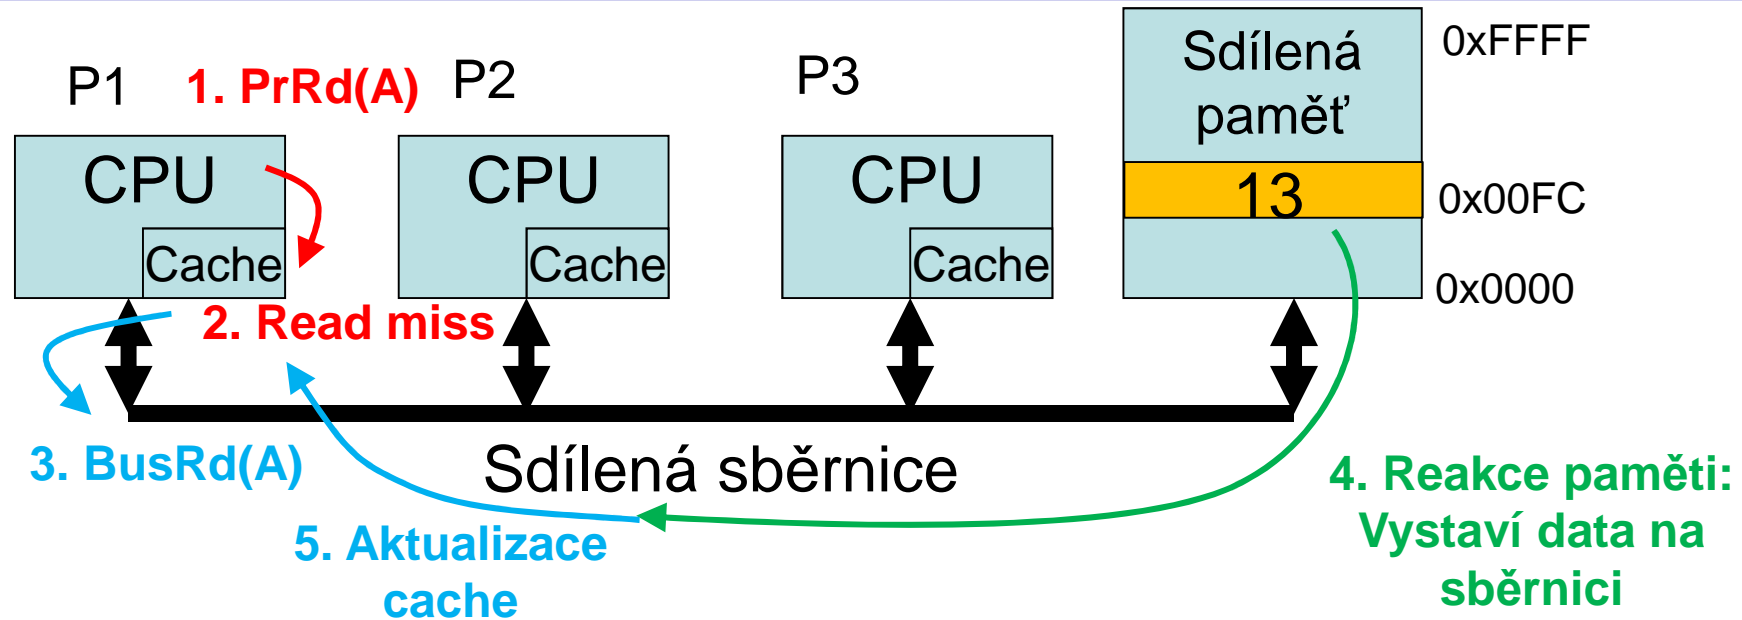 P1
1. PrRd(A)
P2
P3
Sdílená
paměť
0xFFFF
CPU
Cache
CPU
Cache
CPU
Cache
13
0x00FC
0x0000
2. Read miss
3. BusRd(A)
Sdílená sběrnice
4. Reakce paměti:
Vystaví data na
sběrnici
5. Aktualizace
cache